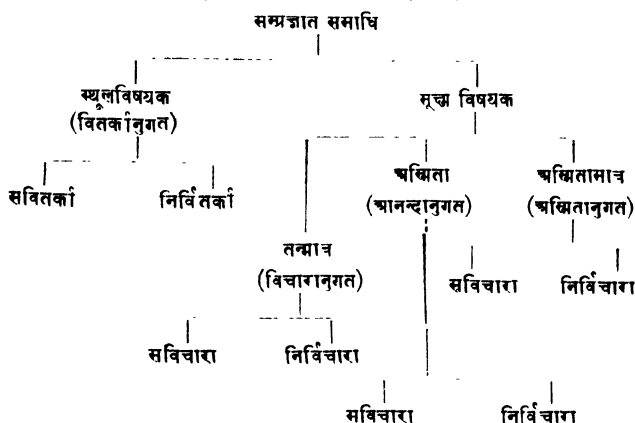 सम्प्रज्ञात समाधि
स्थूलविषयक सूक्ष्म विषयक
(वितर्कानुगत)
सवितर्का निर्वितर्का
अस्मिता अस्मितामात्र
(आनन्दानुगत) (अस्मितानुगत)
तन्मात्र
(विचारानुगत)
सविचारा निर्विचारा
सविचारा निर्विचारा
सविचारा निर्विचारा